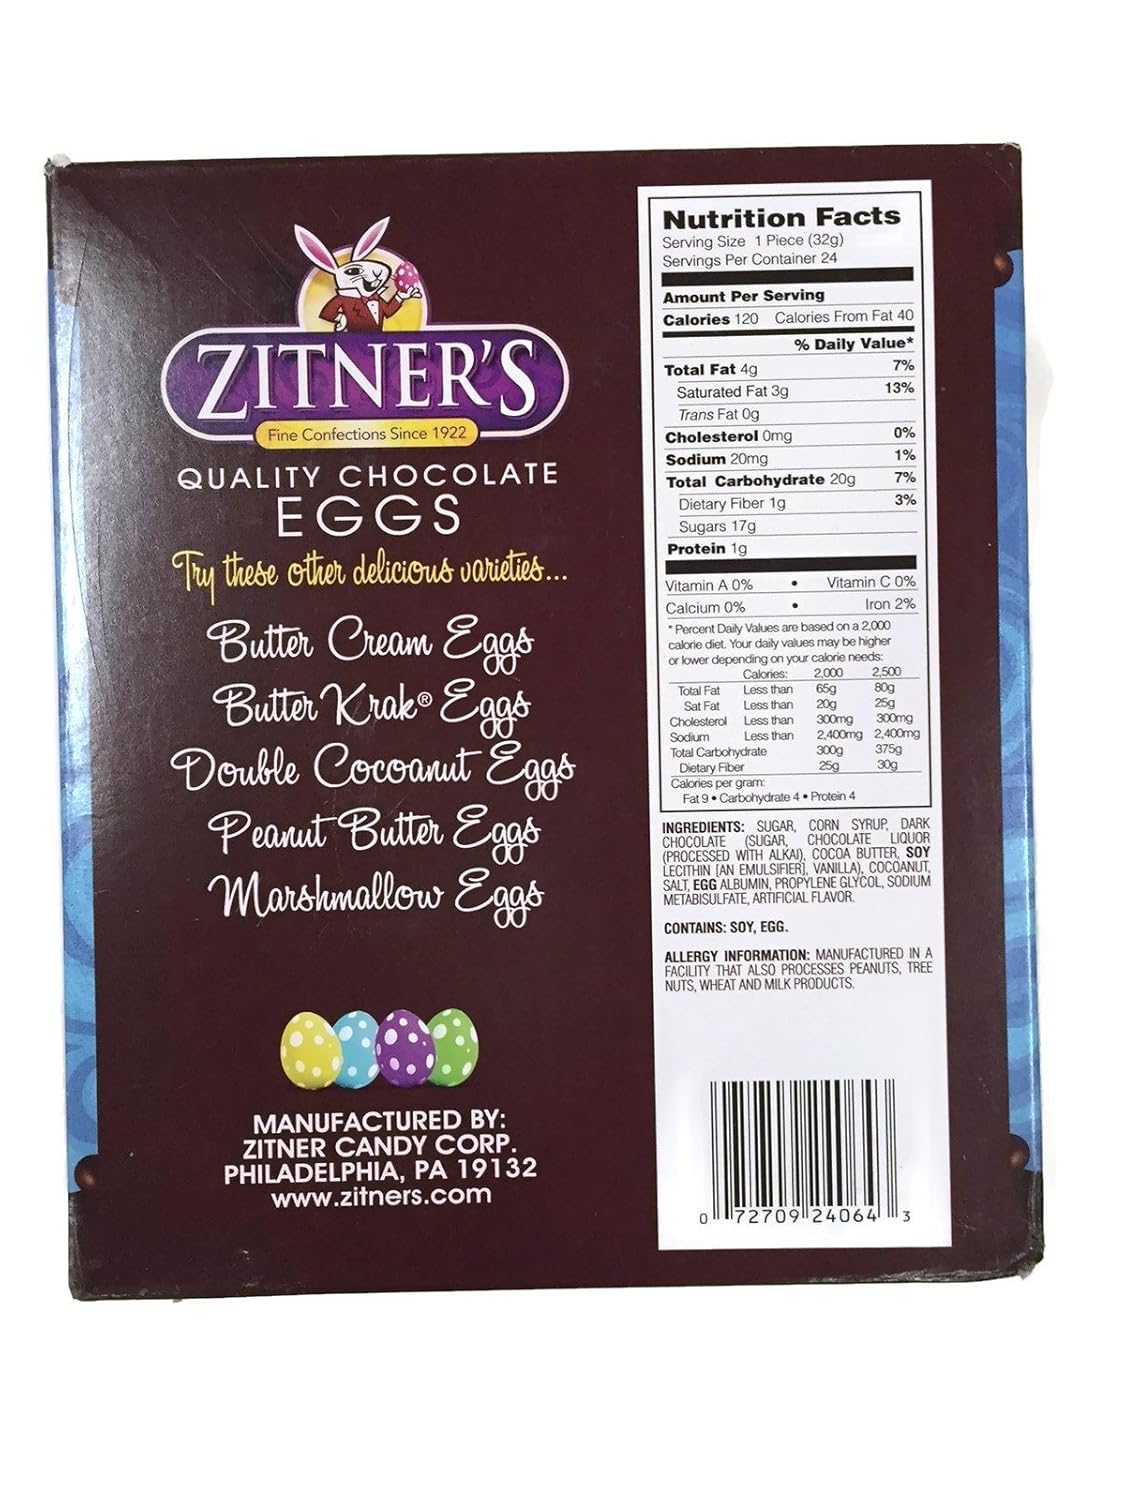 ZITNER'S
Fine Confections Since 1922
QUALITY CHOCOLATE
EGGS
Try these other delicious varieties...
Butter Cream Eggs
Butter Krak® Eggs
Double Cocoanut Eggs
Peanut Butter Eggs
Marshmallow Eggs
MANUFACTURED BY:
ZITNER CANDY CORP.
PHILADELPHIA, PA 19132
www.zitners.com
Nutrition Facts
Serving Size 1 Piece (32g)
Servings Per Container 24
Amount Per Serving
Calories 120 Calories From Fat 40
% Daily Value*
Total Fat 4g 7%
Saturated Fat 3g 13%
Trans Fat 0g
Cholesterol 0mg 0%
Sodium 20mg 1%
Total Carbohydrate 20g 7%
Dietary Fiber 1g 3%
Sugars 17g
Protein 1g
Vitamin A 0% • Vitamin C 0%
Calcium 0% • Iron 2%
* Percent Daily Values are based on a 2,000
calorie diet. Your daily values may be higher
or lower depending on your calorie needs:
Calories: 2,000 2,500
Total Fat Less than 65g 80g
Sat Fat Less than 20g 25g
Cholesterol Less than 300mg 300mg
Sodium Less than 2,400mg 2,400mg
Total Carbohydrate 300g 375g
Dietary Fiber 25g 30g
Calories per gram:
Fat 9 • Carbohydrate 4 • Protein 4
INGREDIENTS: SUGAR, CORN SYRUP, DARK
CHOCOLATE (SUGAR, CHOCOLATE LIQUOR
(PROCESSED WITH ALKAI), COCOA BUTTER, SOY
LECITHIN [AN EMULSIFIER], VANILLA), COCOANUT,
SALT, EGG ALBUMIN, PROPYLENE GLYCOL, SODIUM
METABISULFATE, ARTIFICIAL FLAVOR.
CONTAINS: SOY, EGG.
ALLERGY INFORMATION: MANUFACTURED IN A
FACILITY THAT ALSO PROCESSES PEANUTS, TREE
NUTS, WHEAT AND MILK PRODUCTS.
0 72709 24064 3